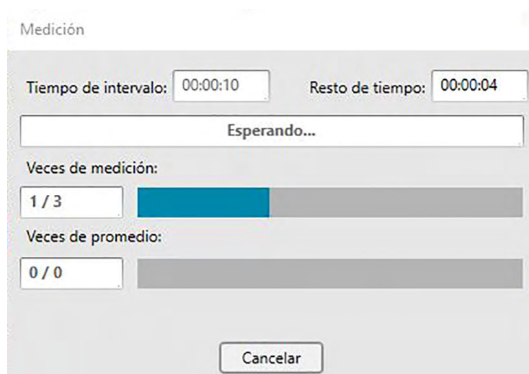 Medición
Tiempo de intervalo: 00:00:10 Resto de tiempo: 00:00:04
Esperando...
Veces de medición:
1 / 3
Veces de promedio:
0 / 0
Cancelar